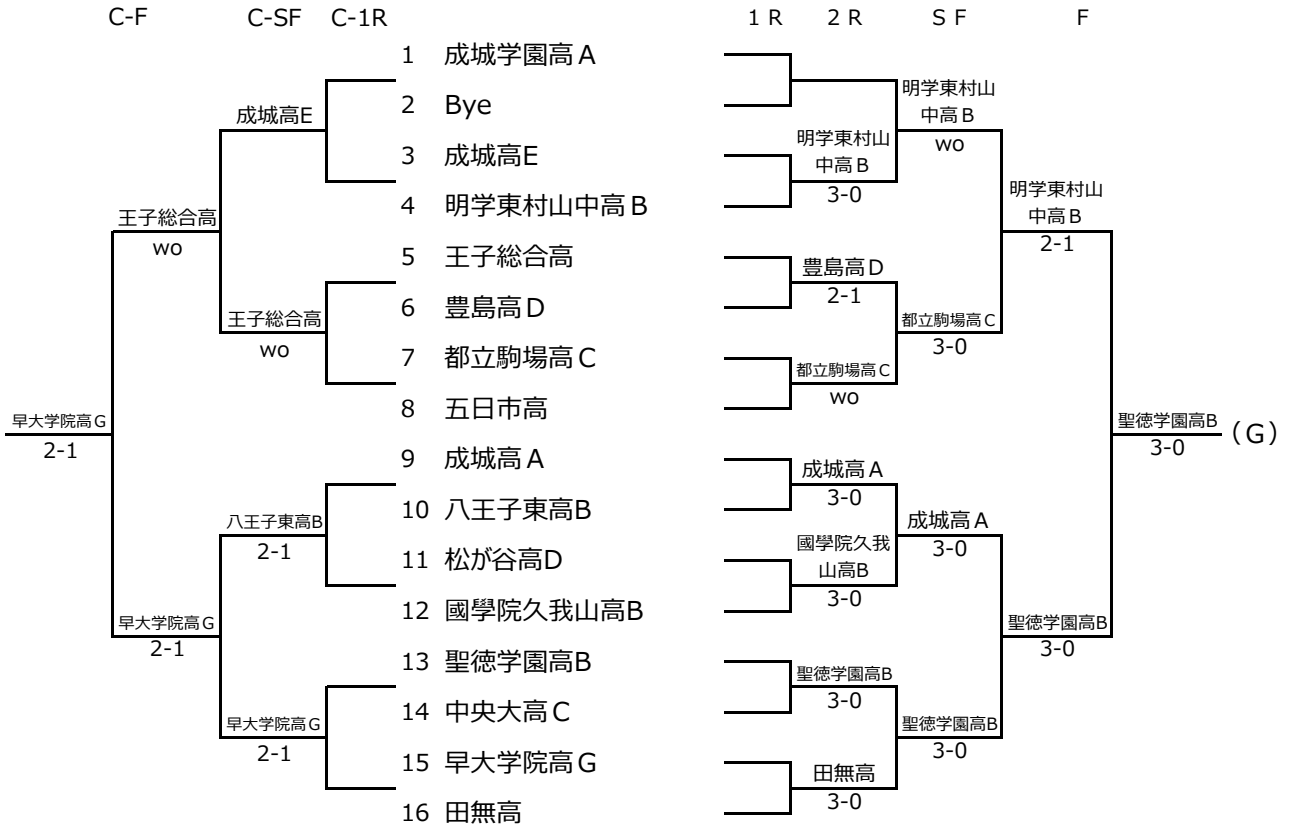 C-F C-SF C-1R 1 R 2 R S F F
1 成城学園高A
2 Bye
3 成城高E
4 明学東村山中高B
5 王子総合高
6 豊島高D
7 都立駒場高C
8 五日市高
9 成城高A
10 八王子東高B
11 松が谷高D
12 國學院久我山高B
13 聖徳学園高B
14 中央大高C
15 早大学院高G
16 田無高
成城高E
王子総合高
wo
八王子東高B
2-1
早大学院高G
2-1
王子総合高
wo
早大学院高G
2-1
早大学院高G
2-1
明学東村山
中高B
3-0
豊島高D
2-1
都立駒場高C
wo
成城高A
3-0
國學院久我
山高B
3-0
聖徳学園高B
3-0
田無高
3-0
明学東村山
中高B
wo
都立駒場高C
3-0
成城高A
3-0
聖徳学園高B
3-0
明学東村山
中高B
2-1
聖徳学園高B
3-0
聖徳学園高B
3-0
(G)